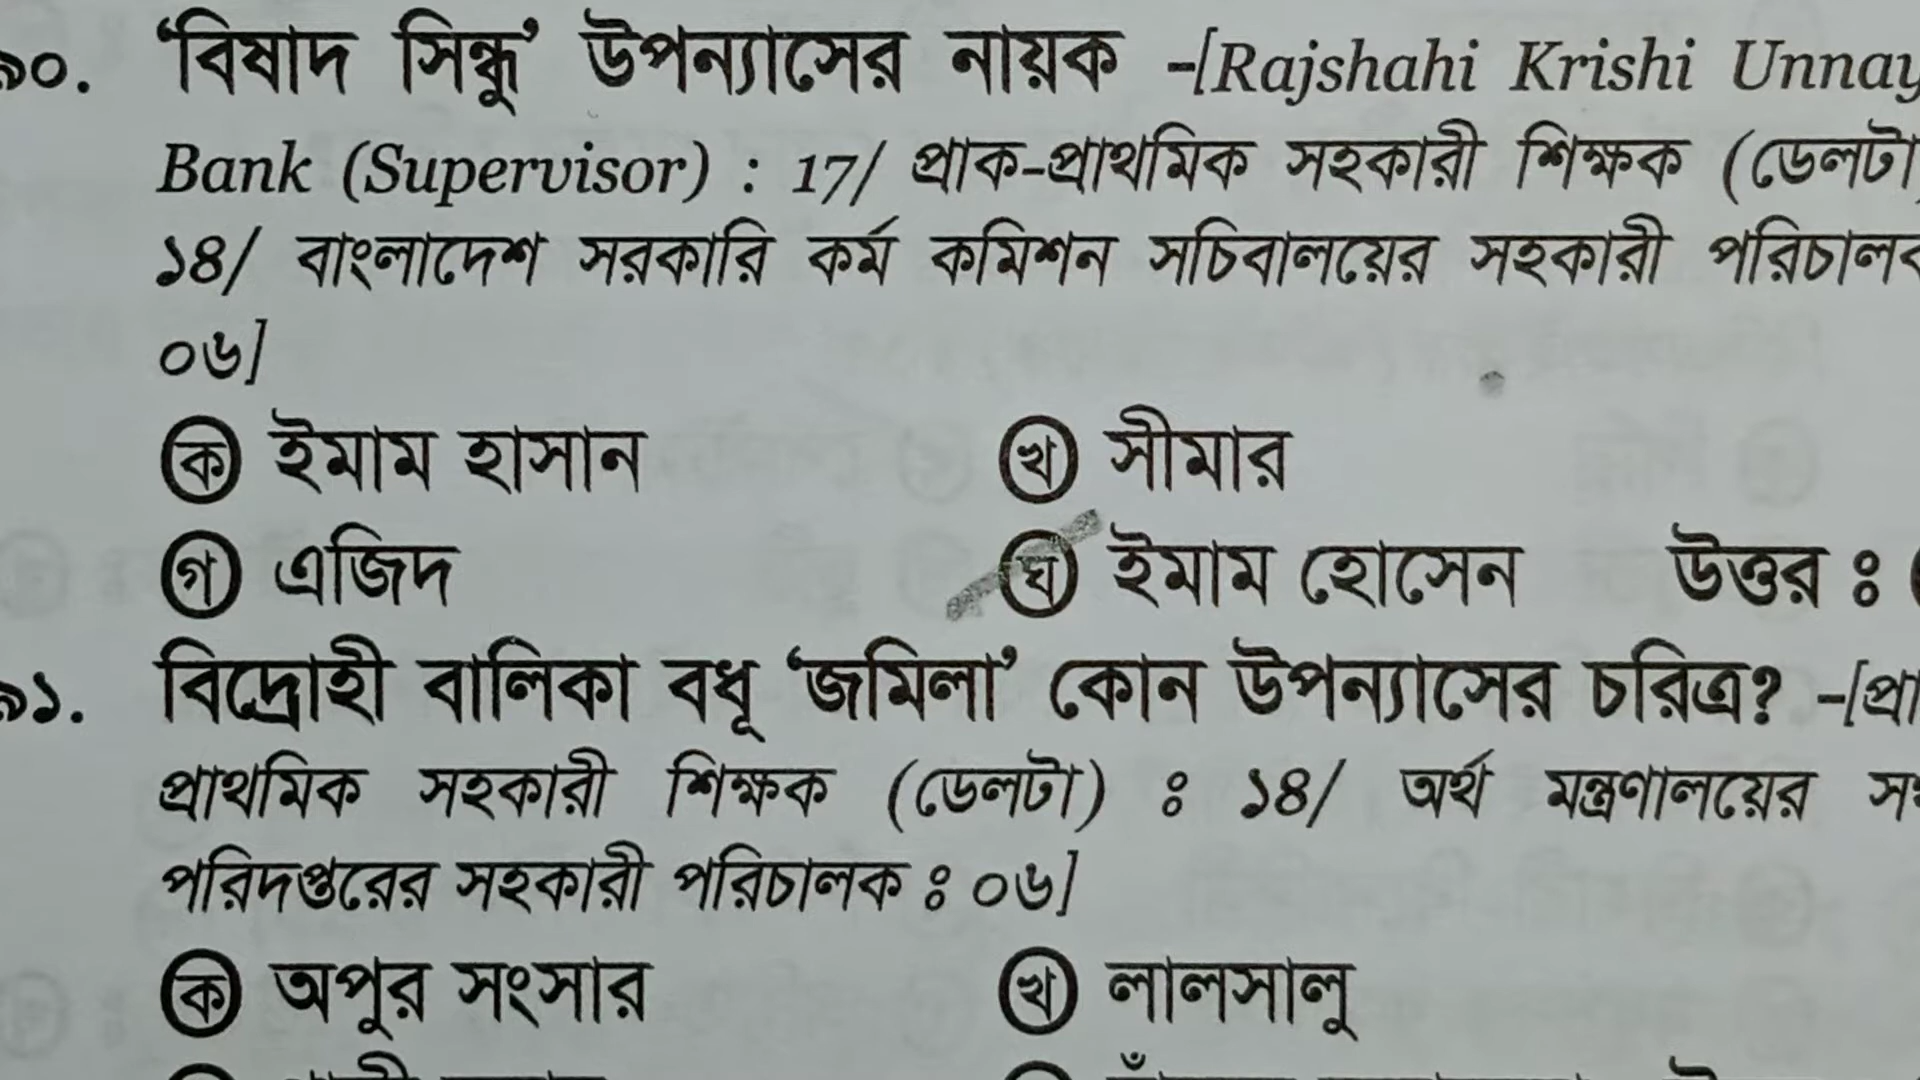 ৯০. ‘বিষাদ সিন্ধু’ উপন্যাসের নায়ক -[Rajshahi Krishi Unnay
Bank (Supervisor) : 17/ প্রাক-প্রাথমিক সহকারী শিক্ষক (ডেলটা)
১৪/ বাংলাদেশ সরকারি কর্ম কমিশন সচিবালয়ের সহকারী পরিচালক
০৬]
ক ইমাম হাসান খ সীমার
গ এজিদ ঘ ইমাম হোসেন উত্তর ঃ
৯১. বিদ্রোহী বালিকা বধূ ‘জমিলা’ কোন উপন্যাসের চরিত্র? -[প্রা
প্রাথমিক সহকারী শিক্ষক (ডেলটা) ঃ ১৪/ অর্থ মন্ত্রণালয়ের
পরিদপ্তরের সহকারী পরিচালক ঃ ০৬]
ক অপুর সংসার খ লালসালু